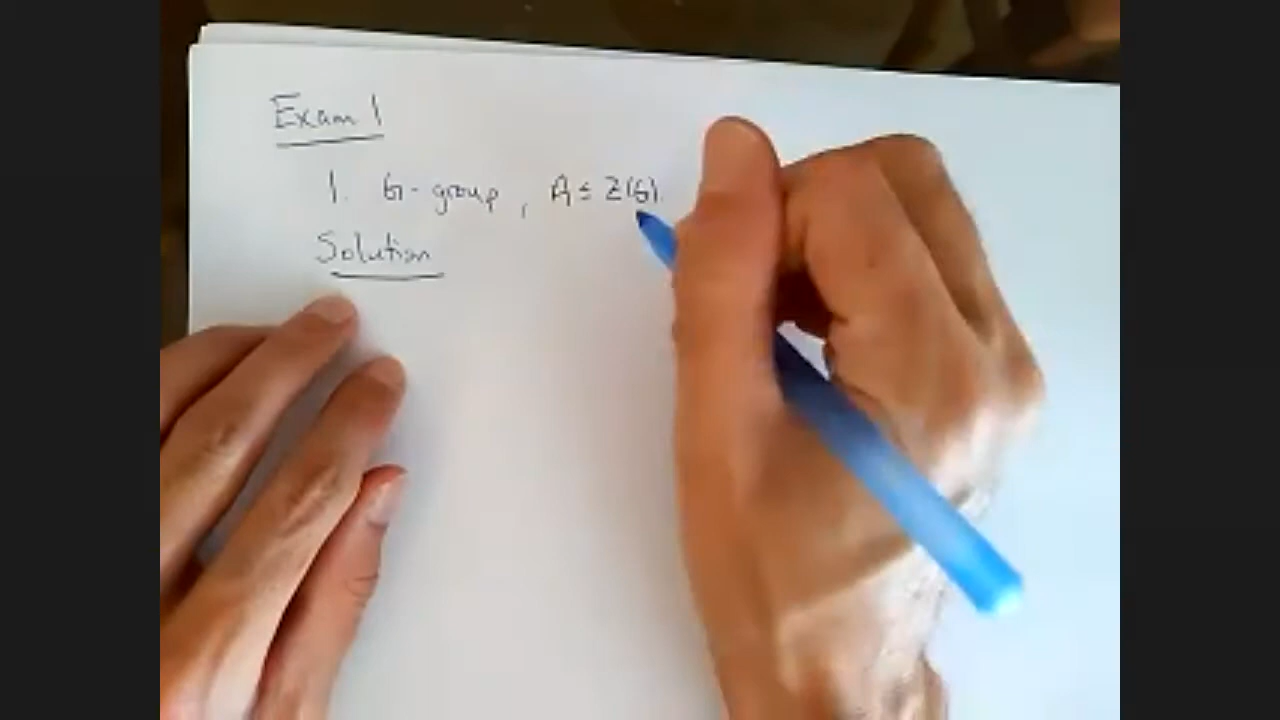 Exam 1
1. G - group, A ≤ Z(G).
Solution